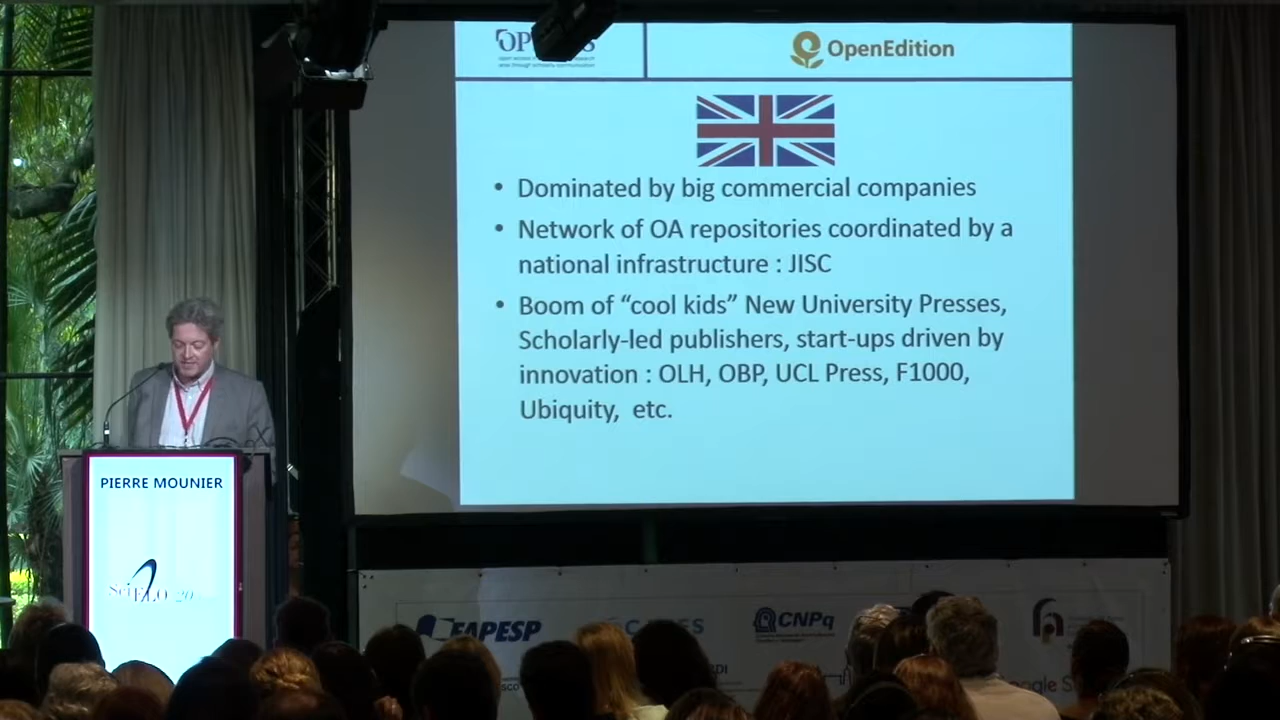 OpenEdition
• Dominated by big commercial companies
• Network of OA repositories coordinated by a
national infrastructure : JISC
• Boom of “cool kids” New University Presses,
Scholarly-led publishers, start-ups driven by
innovation : OLH, OBP, UCL Press, F1000,
Ubiquity, etc.
PIERRE MOUNIER
SciELO 20
FAPESP
CNPq